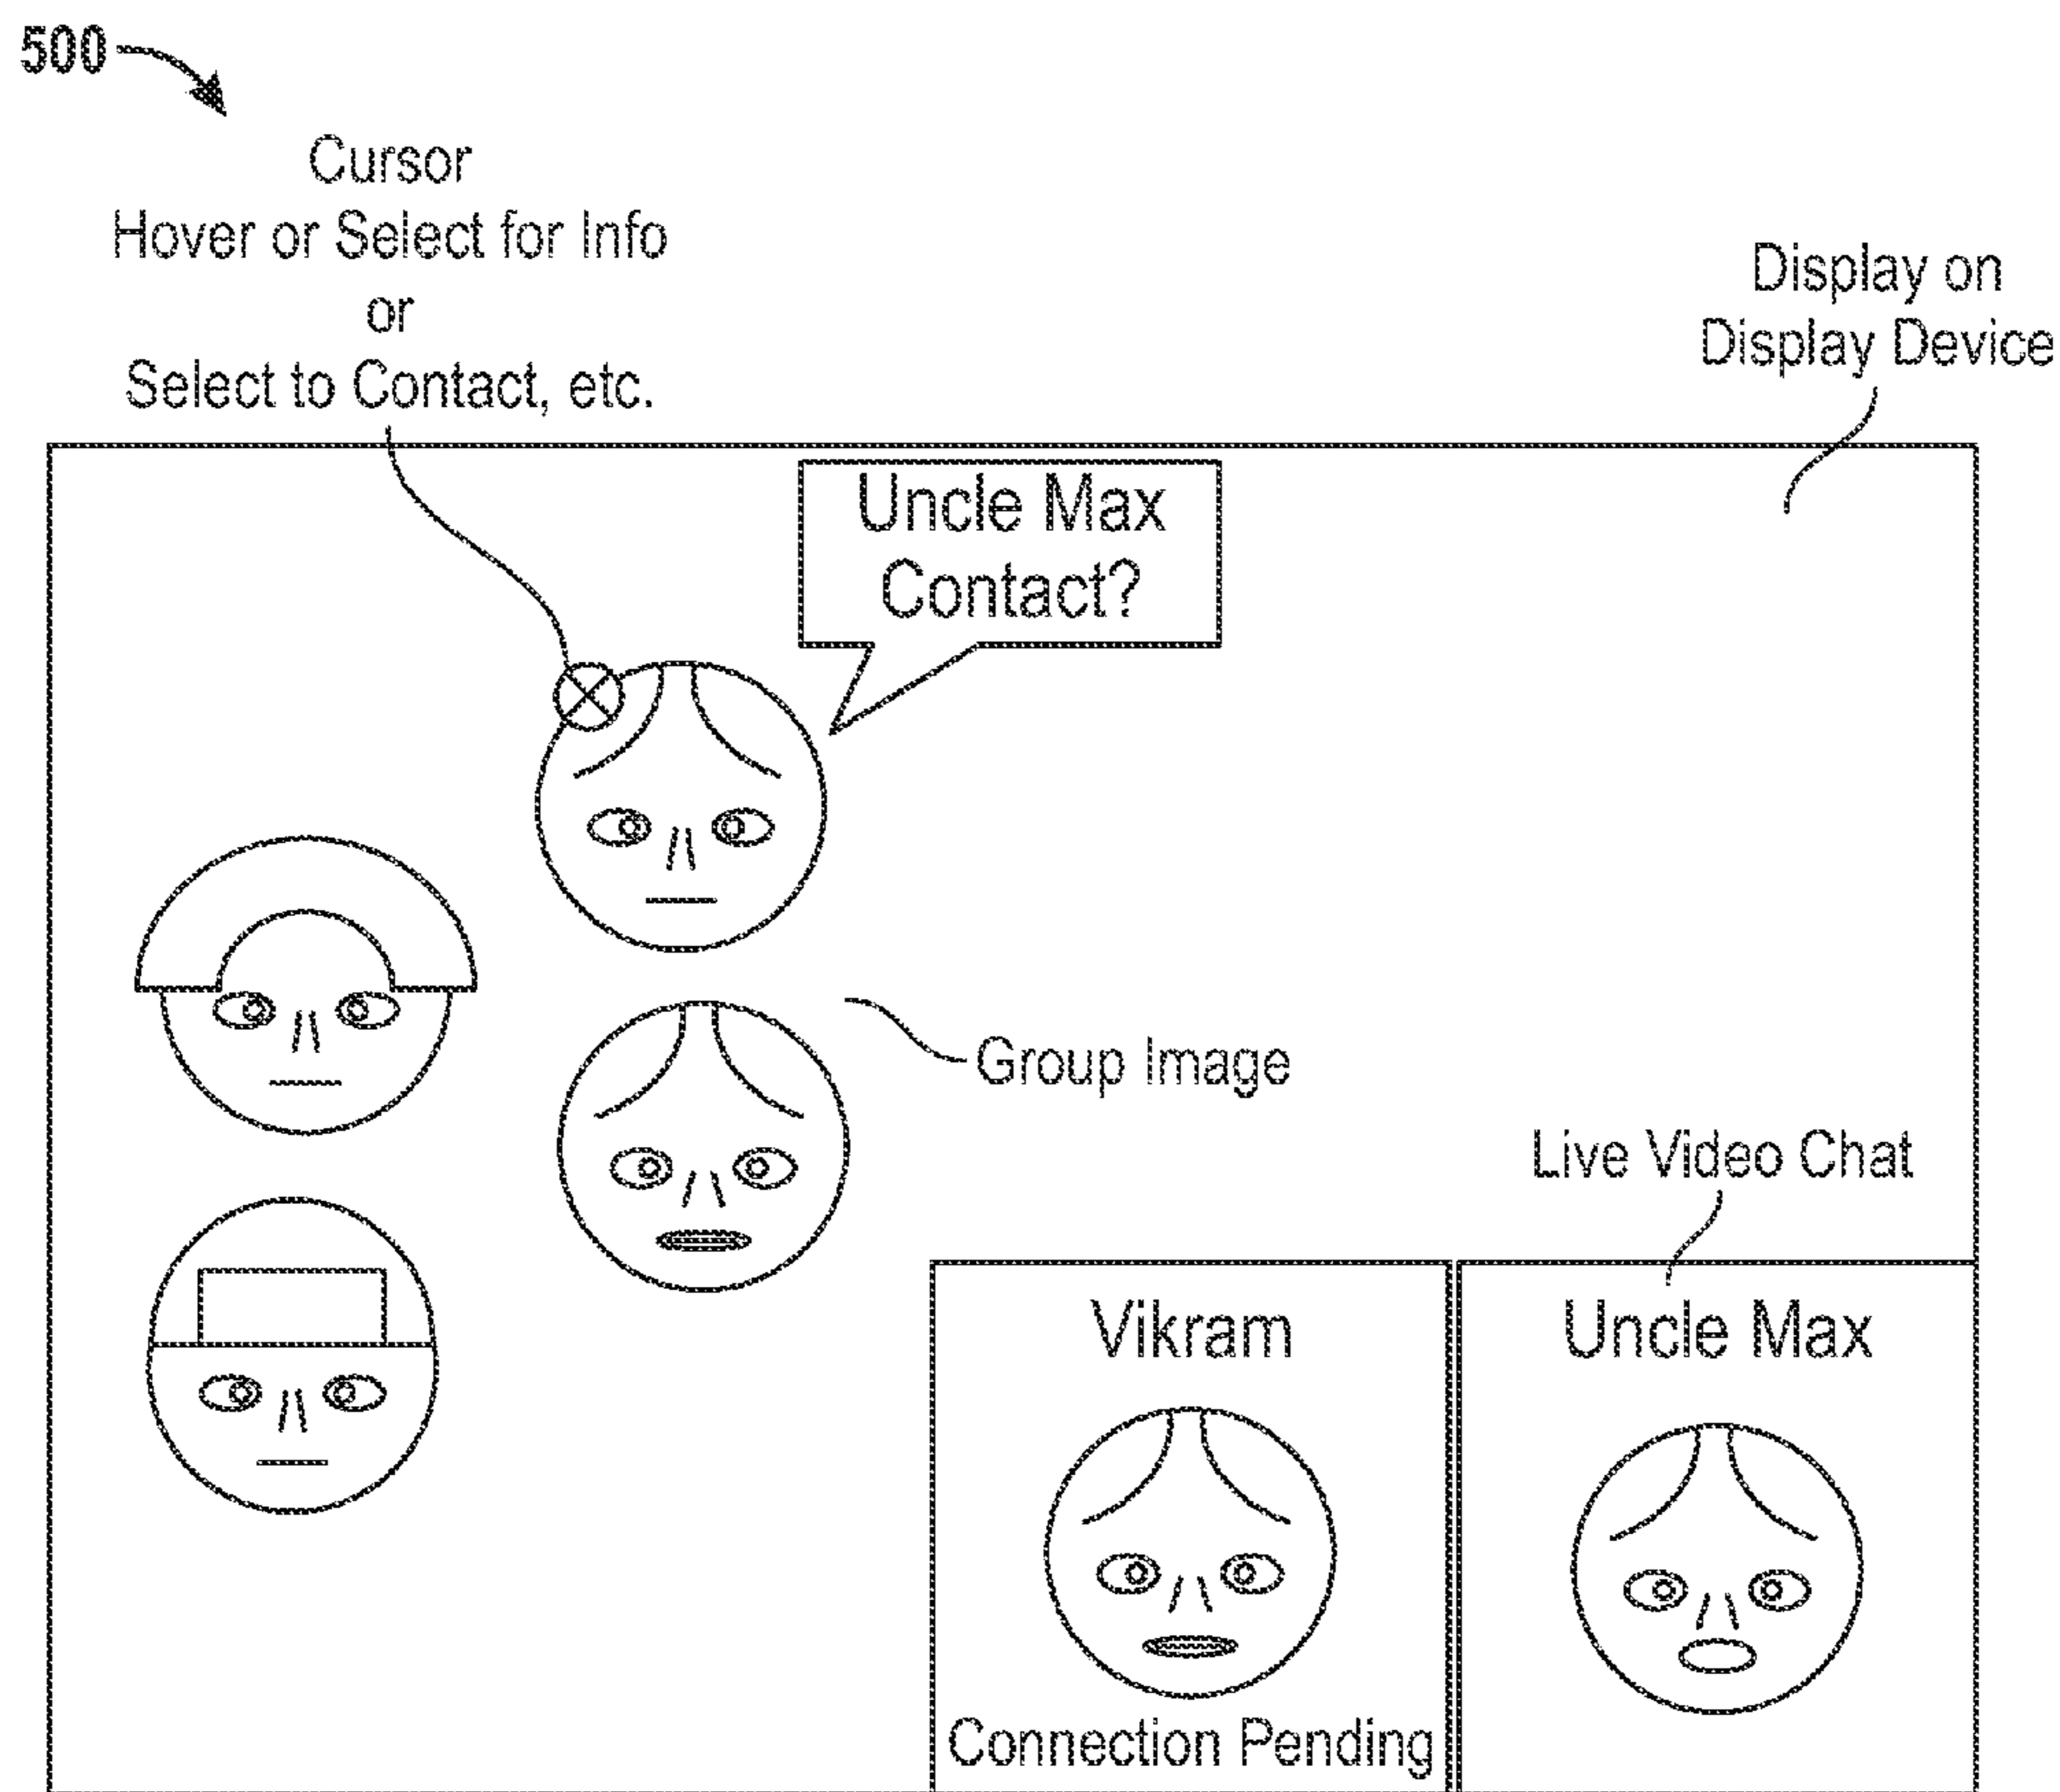 500
Cursor
Hover or Select for Info
or
Select to Contact, etc.
Display on
Display Device
Uncle Max
Contact?
Group Image
Live Video Chat
Vikram
Connection Pending
Uncle Max